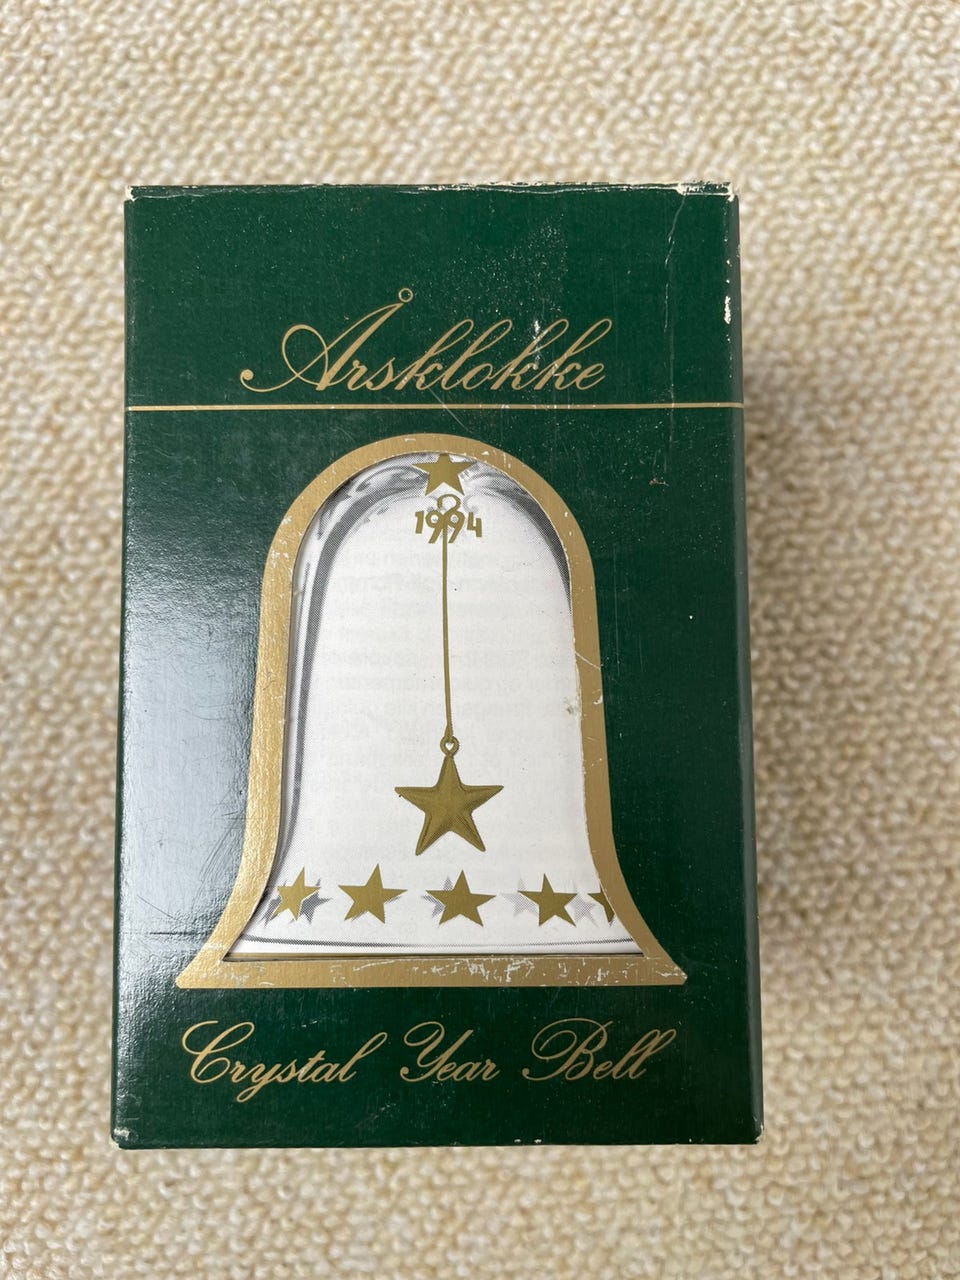 Årsklokke
1994
Crystal Year Bell